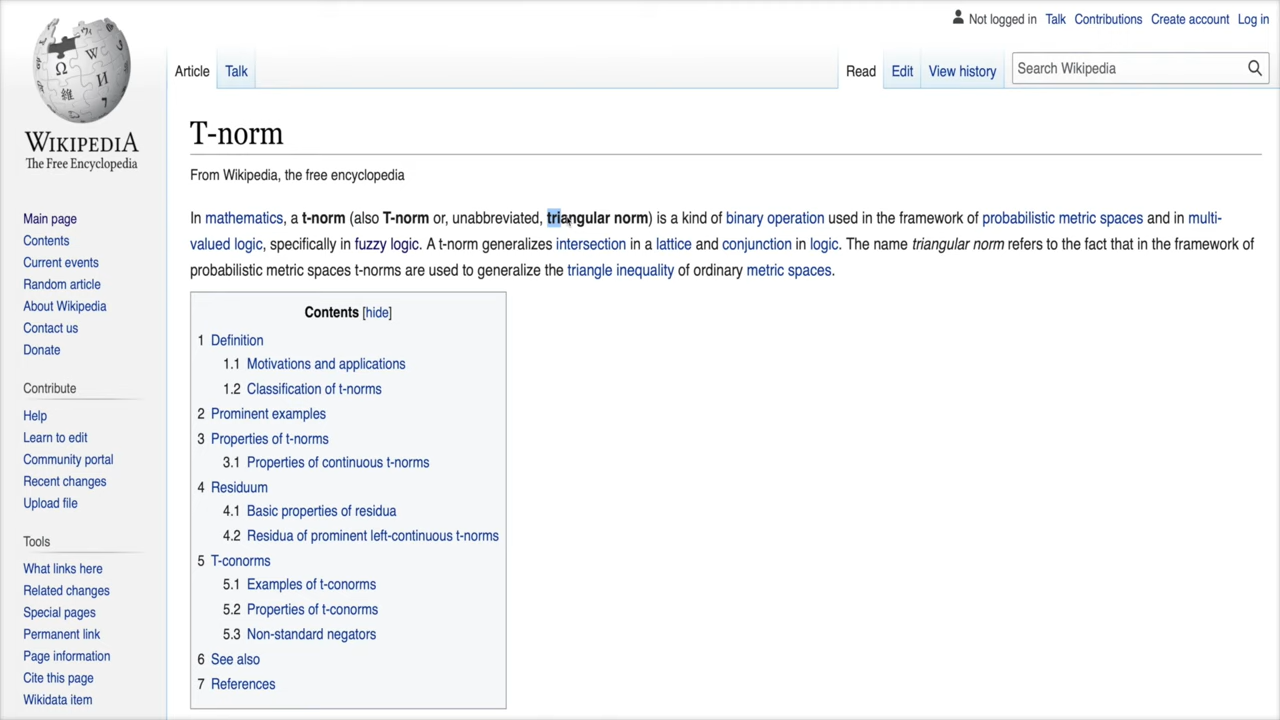 Not logged in Talk Contributions Create account Log in
Article Talk Read Edit View history Search Wikipedia
WIKIPEDIA
The Free Encyclopedia
T-norm
From Wikipedia, the free encyclopedia
In mathematics, a t-norm (also T-norm or, unabbreviated, triangular norm) is a kind of binary operation used in the framework of probabilistic metric spaces and in multi-
valued logic, specifically in fuzzy logic. A t-norm generalizes intersection in a lattice and conjunction in logic. The name triangular norm refers to the fact that in the framework of
probabilistic metric spaces t-norms are used to generalize the triangle inequality of ordinary metric spaces.
Contents [hide]
1 Definition
1.1 Motivations and applications
1.2 Classification of t-norms
2 Prominent examples
3 Properties of t-norms
3.1 Properties of continuous t-norms
4 Residuum
4.1 Basic properties of residua
4.2 Residua of prominent left-continuous t-norms
5 T-conorms
5.1 Examples of t-conorms
5.2 Properties of t-conorms
5.3 Non-standard negators
6 See also
7 References
Main page
Contents
Current events
Random article
About Wikipedia
Contact us
Donate
Contribute
Help
Learn to edit
Community portal
Recent changes
Upload file
Tools
What links here
Related changes
Special pages
Permanent link
Page information
Cite this page
Wikidata item